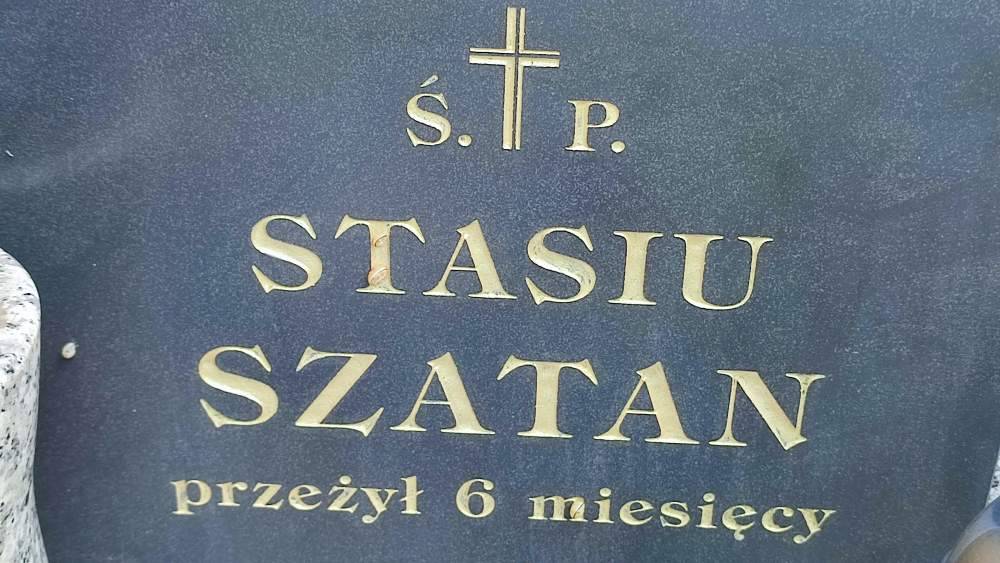 Ś. P.
STASIU
SZATAN
przeżył 6 miesięcy